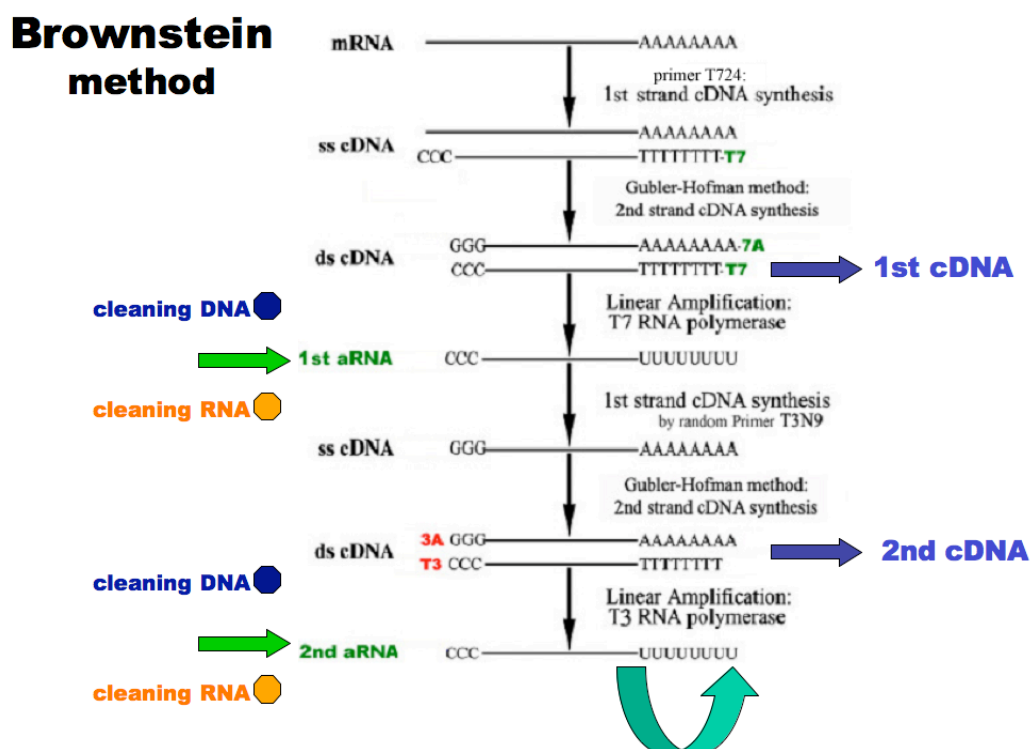 Brownstein
method
mRNA
AAAAAAAA
primer T724:
1st strand cDNA synthesis
ss cDNA
AAAAAAAA
CCC
TTTTTTTT-T7
Gubler-Hofman method:
2nd strand cDNA synthesis
ds cDNA
GGG
AAAAAAAA-7A
CCC
TTTTTTTT-T7
1st cDNA
cleaning DNA
Linear Amplification:
T7 RNA polymerase
1st aRNA
CCC
UUUUUUUU
cleaning RNA
1st strand cDNA synthesis
by random Primer T3N9
ss cDNA
GGG
AAAAAAAA
Gubler-Hofman method:
2nd strand cDNA synthesis
ds cDNA
3A GGG
AAAAAAAA
T3 CCC
TTTTTTTT
2nd cDNA
cleaning DNA
Linear Amplification:
T3 RNA polymerase
2nd aRNA
CCC
UUUUUUUU
cleaning RNA